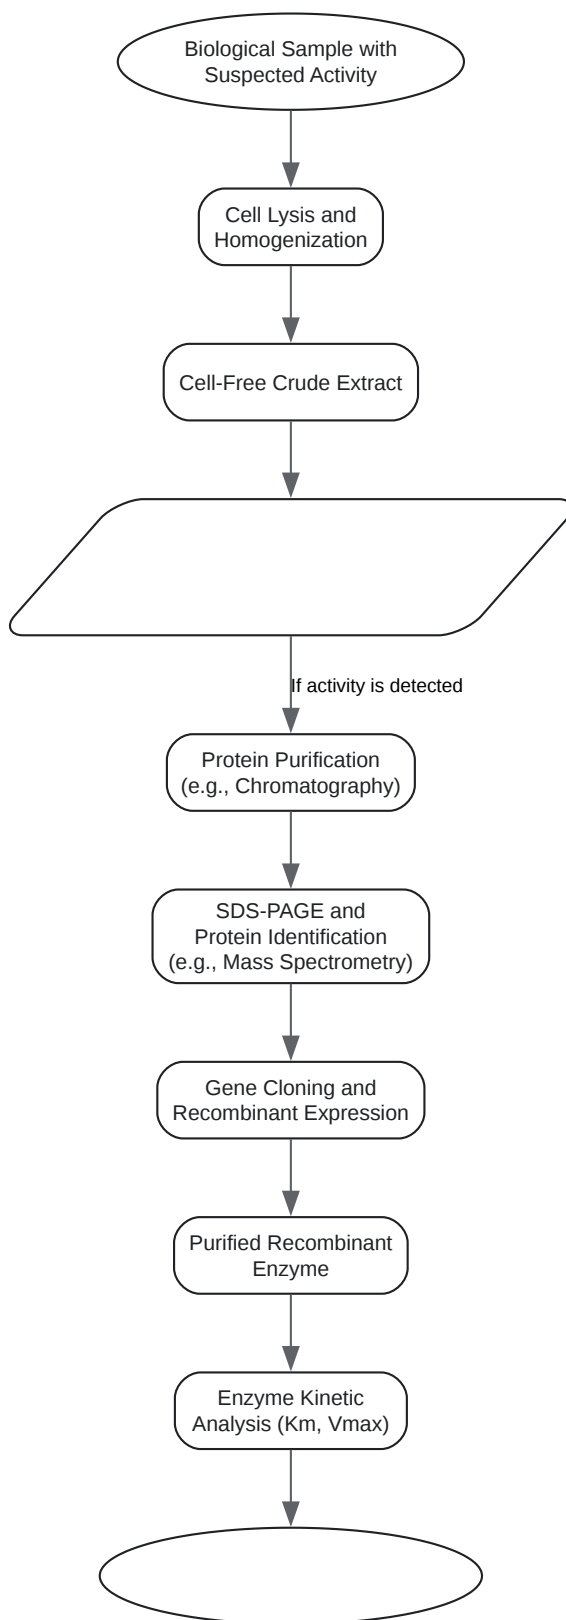 Biological Sample with
Suspected Activity
Cell Lysis and
Homogenization
Cell-Free Crude Extract
If activity is detected
Protein Purification
(e.g., Chromatography)
SDS-PAGE and
Protein Identification
(e.g., Mass Spectrometry)
Gene Cloning and
Recombinant Expression
Purified Recombinant
Enzyme
Enzyme Kinetic
Analysis (Km, Vmax)